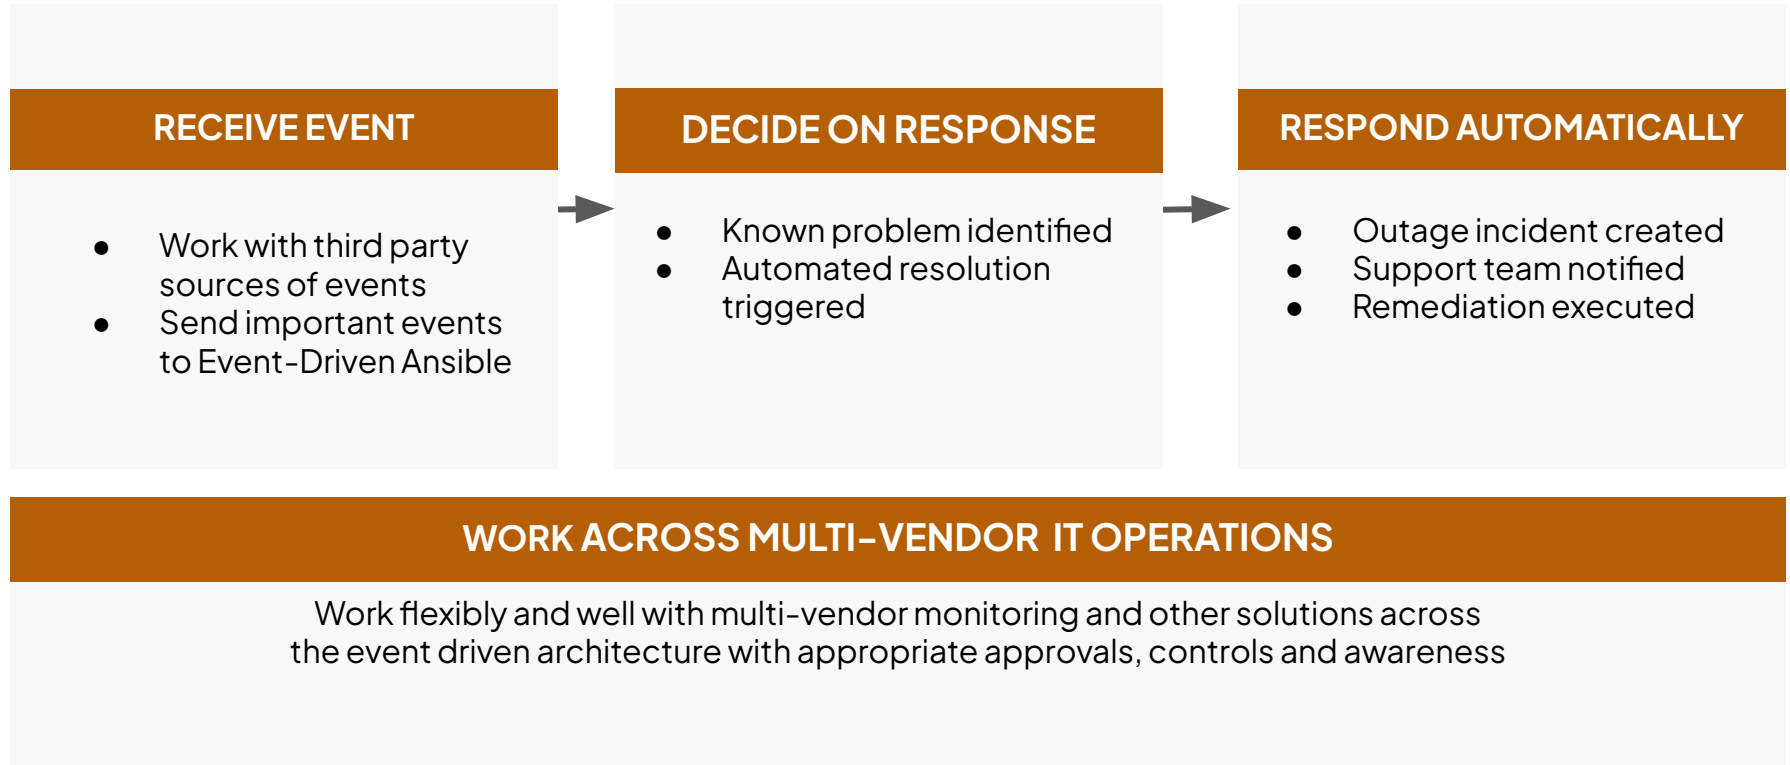 RECEIVE EVENT
● Work with third party
sources of events
● Send important events
to Event-Driven Ansible
DECIDE ON RESPONSE
● Known problem identified
● Automated resolution
triggered
RESPOND AUTOMATICALLY
● Outage incident created
● Support team notified
● Remediation executed
WORK ACROSS MULTI-VENDOR IT OPERATIONS
Work flexibly and well with multi-vendor monitoring and other solutions across
the event driven architecture with appropriate approvals, controls and awareness